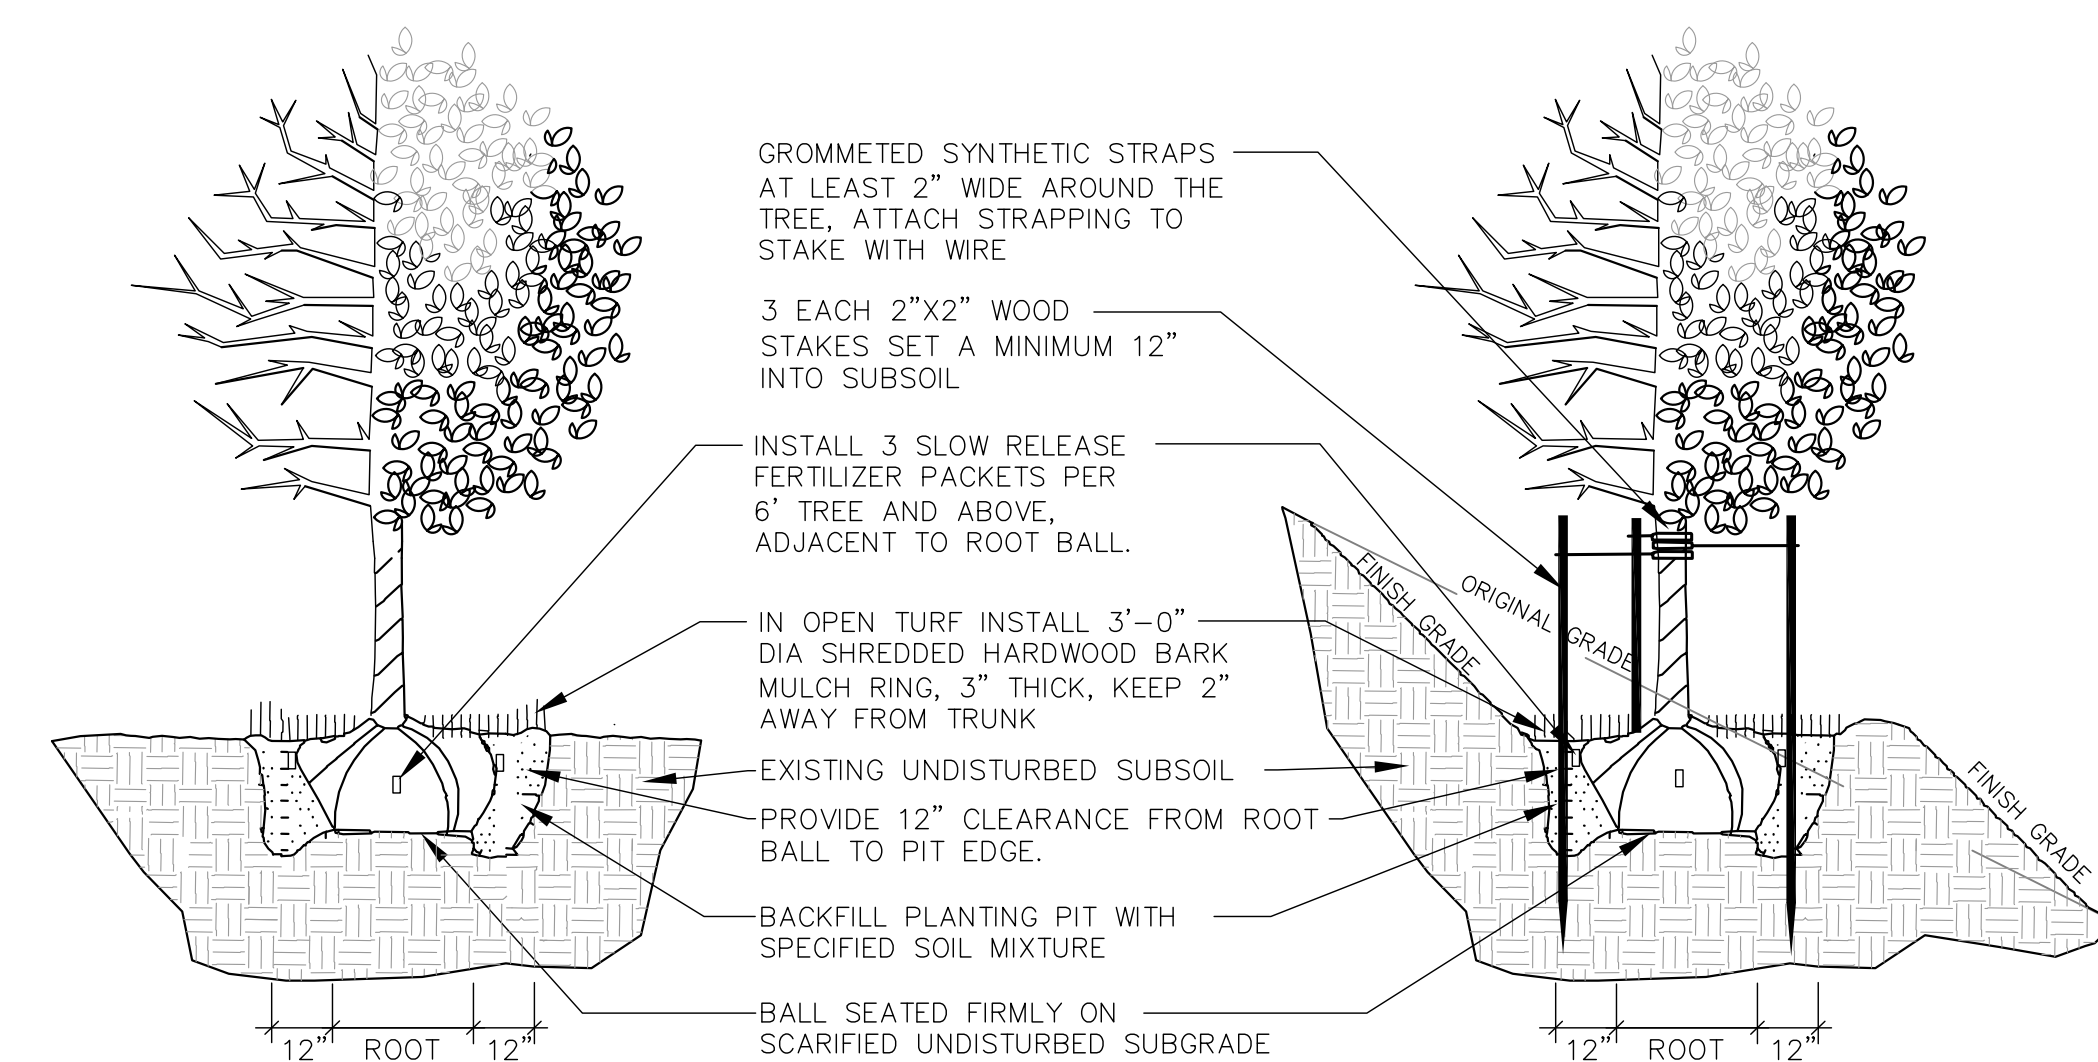 GROMMETED SYNTHETIC STRAPS
AT LEAST 2" WIDE AROUND THE
TREE, ATTACH STRAPPING TO
STAKE WITH WIRE
3 EACH 2"X2" WOOD
STAKES SET A MINIMUM 12"
INTO SUBSOIL
INSTALL 3 SLOW RELEASE
FERTILIZER PACKETS PER
6' TREE AND ABOVE,
ADJACENT TO ROOT BALL.
IN OPEN TURF INSTALL 3'-0"
DIA SHREDDED HARDWOOD BARK
MULCH RING, 3" THICK, KEEP 2"
AWAY FROM TRUNK
EXISTING UNDISTURBED SUBSOIL
PROVIDE 12" CLEARANCE FROM ROOT
BALL TO PIT EDGE.
BACKFILL PLANTING PIT WITH
SPECIFIED SOIL MIXTURE
BALL SEATED FIRMLY ON
SCARIFIED UNDISTURBED SUBGRADE
FINISH GRADE
ORIGINAL GRADE
FINISH GRADE
12" ROOT 12"
12" ROOT 12"